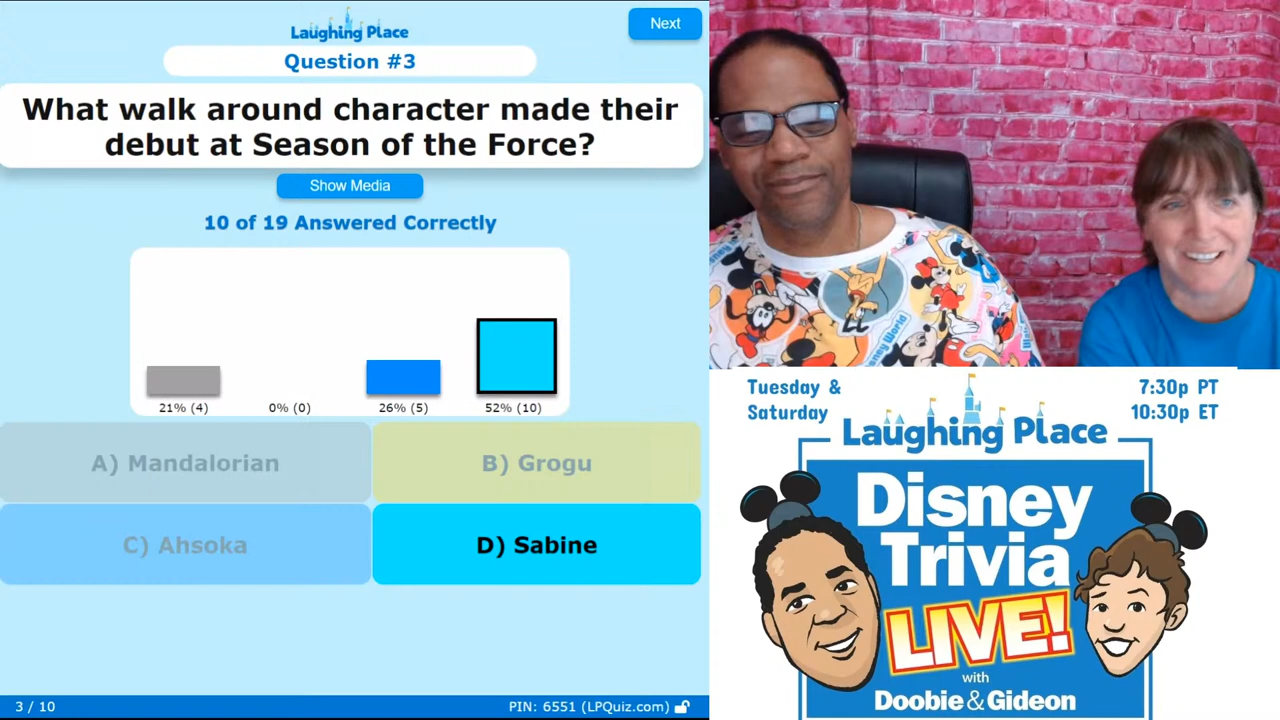 Laughing Place
Next
Question #3
What walk around character made their
debut at Season of the Force?
Show Media
10 of 19 Answered Correctly
21% (4)
0% (0)
26% (5)
52% (10)
A) Mandalorian
B) Grogu
C) Ahsoka
D) Sabine
3 / 10
PIN: 6551 (LPQuiz.com)
Disney World
Tuesday &
Saturday
7:30p PT
10:30p ET
Laughing Place
Disney
Trivia
LIVE!
with
Doobie & Gideon